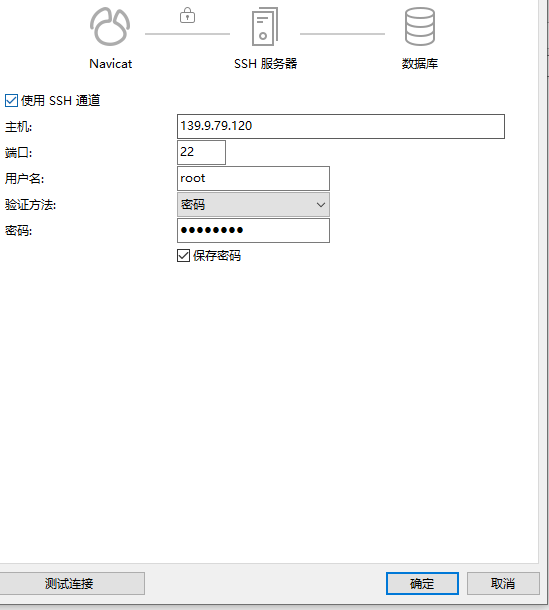 Navicat
SSH 服务器
数据库
使用 SSH 通道
主机:
139.9.79.120
端口:
22
用户名:
root
验证方法:
密码
密码:
●●●●●●●●
保存密码
测试连接
确定
取消